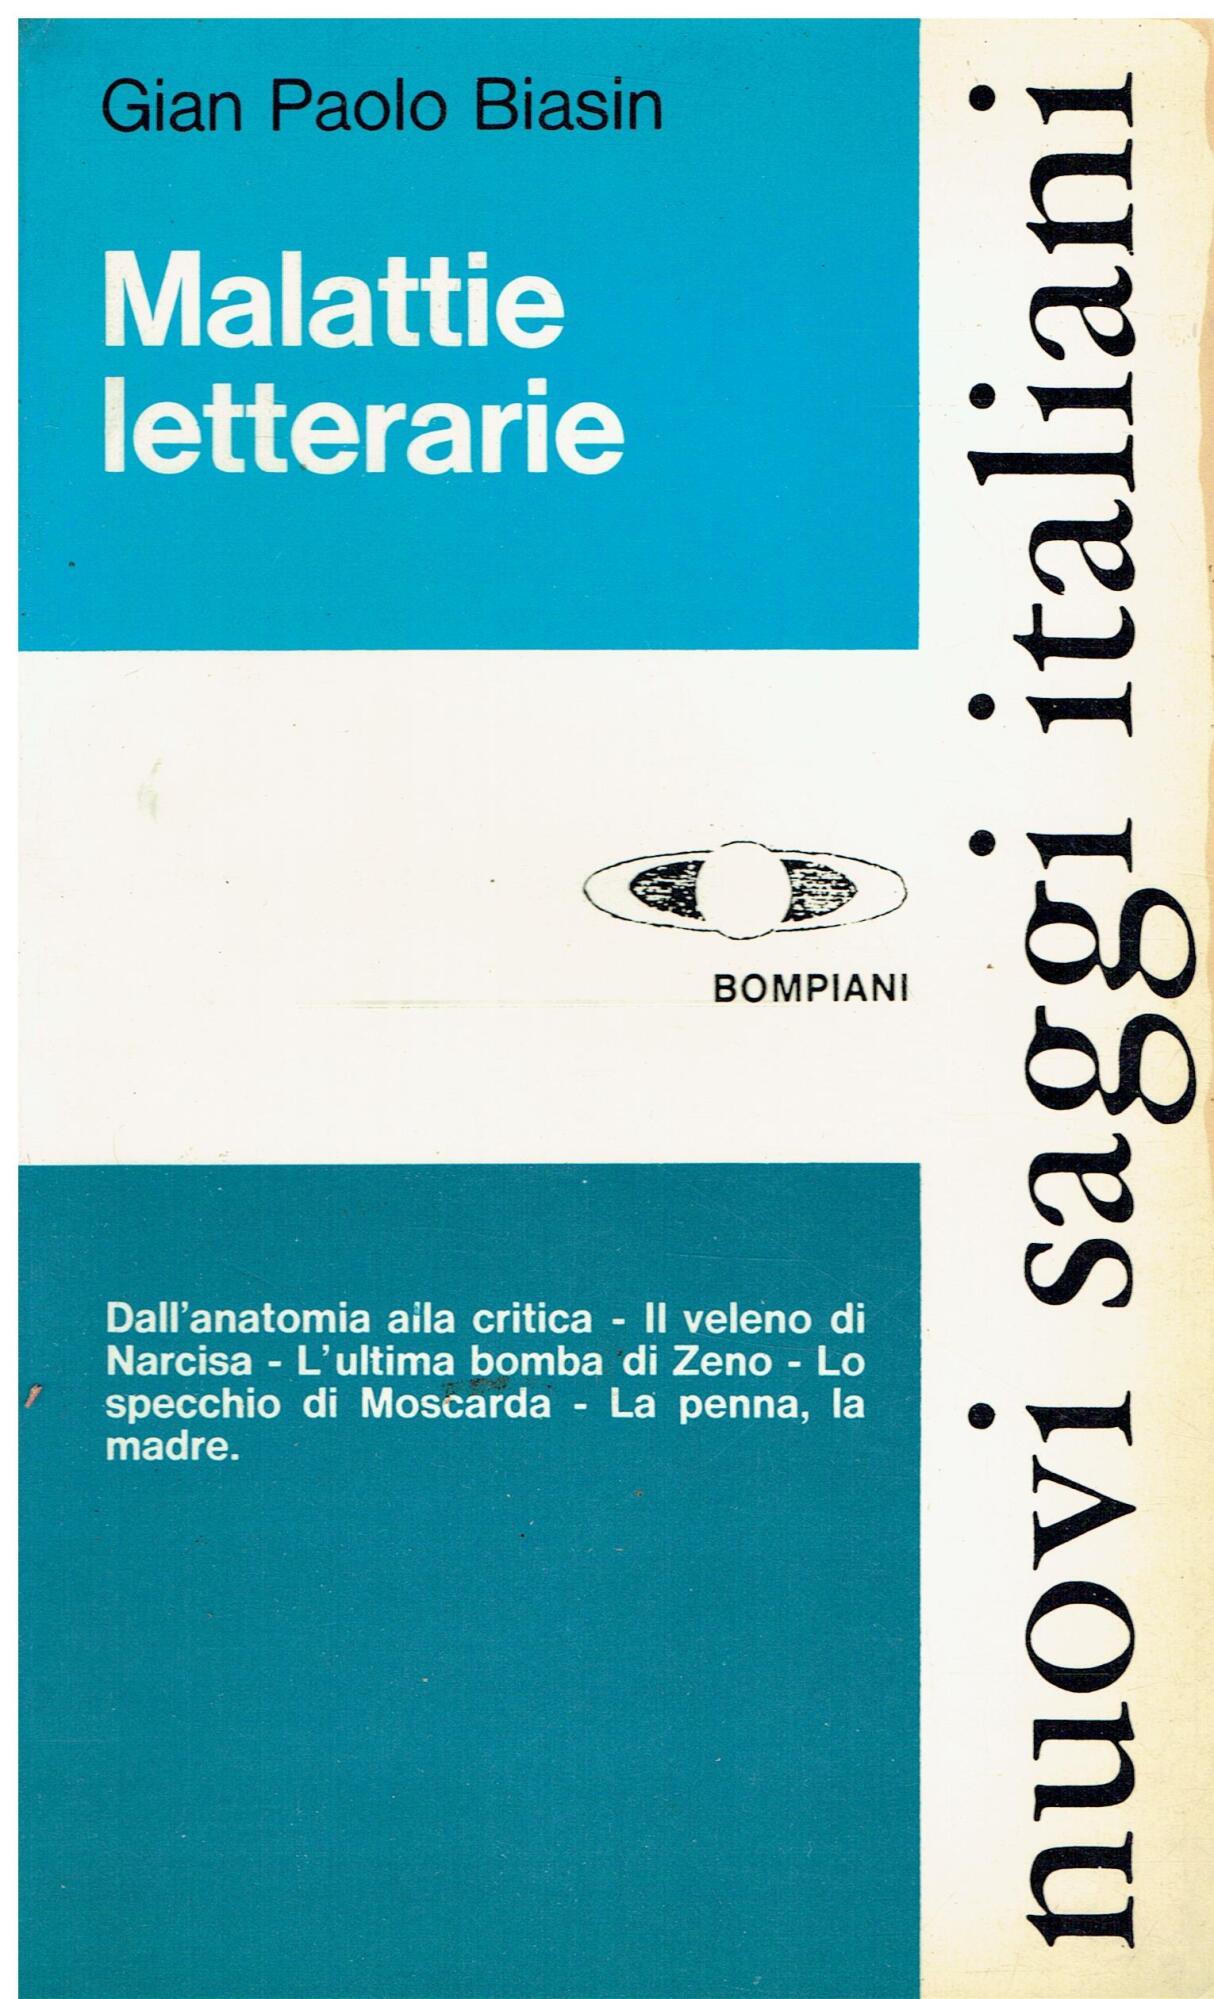 Gian Paolo Biasin
Malattie
letterarie
BOMPIANI
Dall'anatomia alla critica - Il veleno di
Narcisa - L'ultima bomba di Zeno - Lo
specchio di Moscarda - La penna, la
madre.
nuovi saggi italiani